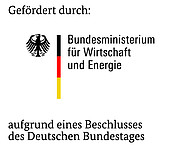 Gefördert durch:
Bundesministerium
für Wirtschaft
und Energie
aufgrund eines Beschlusses
des Deutschen Bundestages